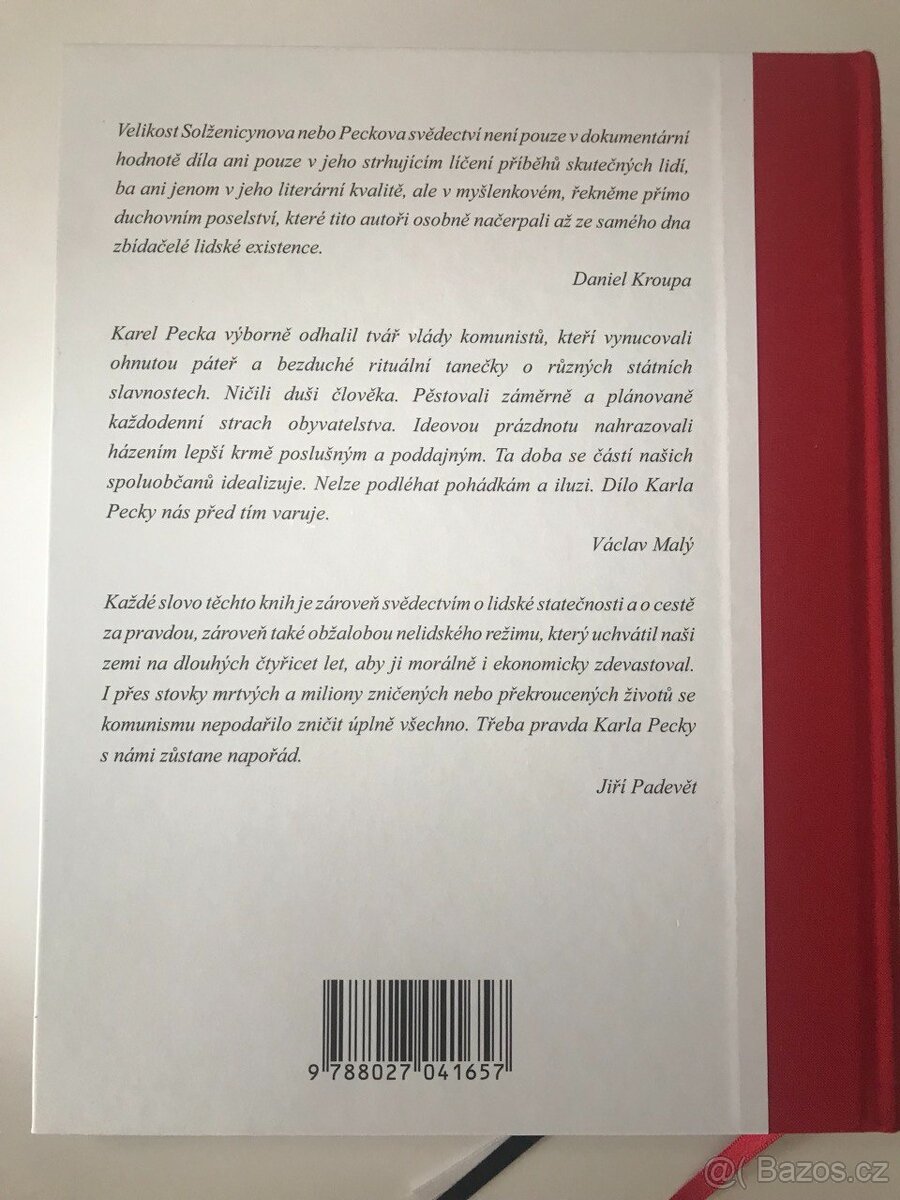 Velikost Solženicynova nebo Peckova svědectví není pouze v dokumentární
hodnotě díla ani pouze v jeho strhujícím líčení příběhů skutečných lidí,
ba ani jenom v jeho literární kvalitě, ale v myšlenkovém, řekněme přímo
duchovním poselství, které tito autoři osobně načerpali až ze samého dna
zbídačelé lidské existence.
Daniel Kroupa
Karel Pecka výborně odhalil tvář vlády komunistů, kteří vynucovali
ohnutou páteř a bezduché rituální tanečky o různých státních
slavnostech. Ničili duši člověka. Pěstovali záměrně a plánovaně
každodenní strach obyvatelstva. Ideovou prázdnotu nahrazovali
házením lepší krmě poslušným a poddajným. Ta doba se částí našich
spoluobčanů idealizuje. Nelze podléhat pohádkám a iluzi. Dílo Karla
Pecky nás před tím varuje.
Václav Malý
Každé slovo těchto knih je zároveň svědectvím o lidské statečnosti a o cestě
za pravdou, zároveň také obžalobou nelidského režimu, který uchvátil naši
zemi na dlouhých čtyřicet let, aby ji morálně i ekonomicky zdevastoval.
I přes stovky mrtvých a miliony zničených nebo překroucených životů se
komunismu nepodařilo zničit úplně všechno. Třeba pravda Karla Pecky
s námi zůstane napořád.
Jiří Padevět
9 788027 041657
@( Bazos.cz